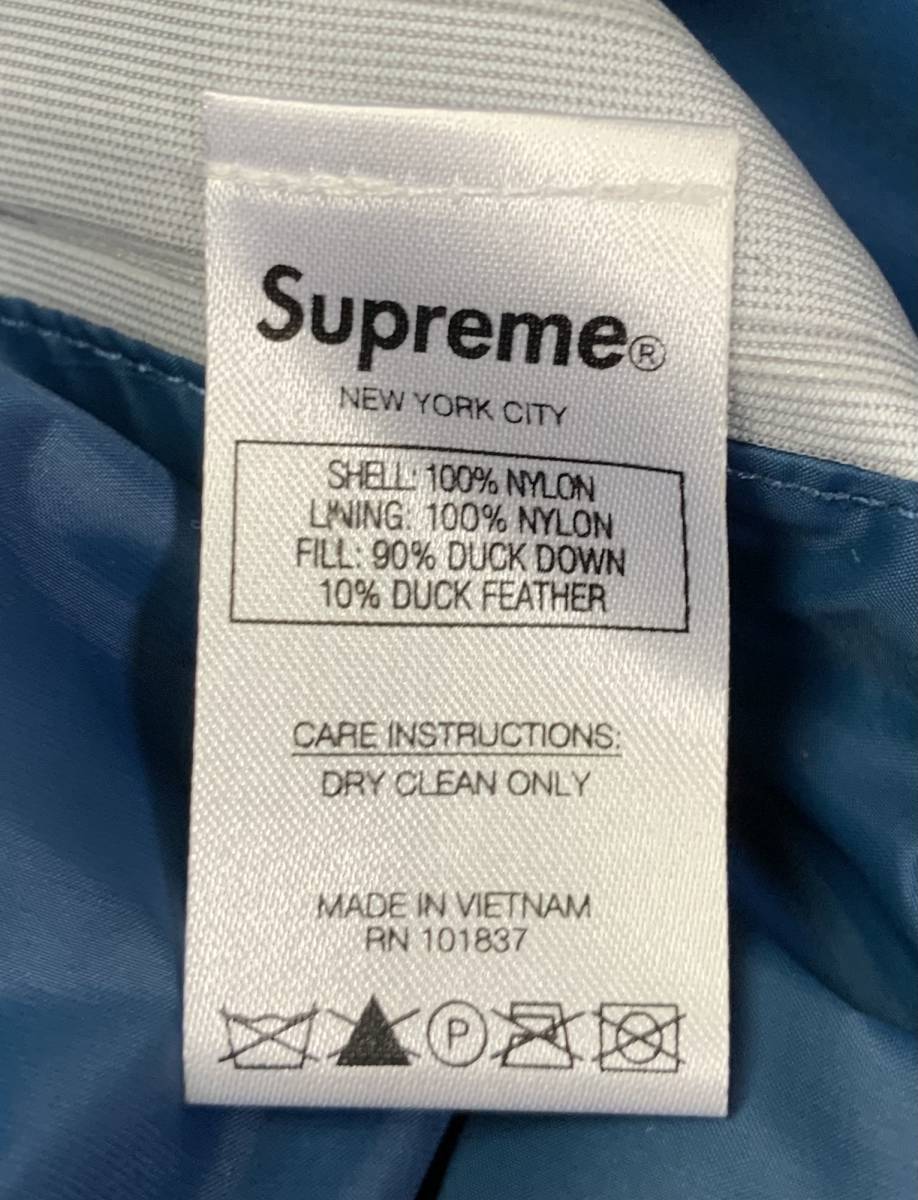 Supreme®
NEW YORK CITY
SHELL: 100% NYLON
LINING: 100% NYLON
FILL: 90% DUCK DOWN
10% DUCK FEATHER
CARE INSTRUCTIONS:
DRY CLEAN ONLY
MADE IN VIETNAM
RN 101837
P